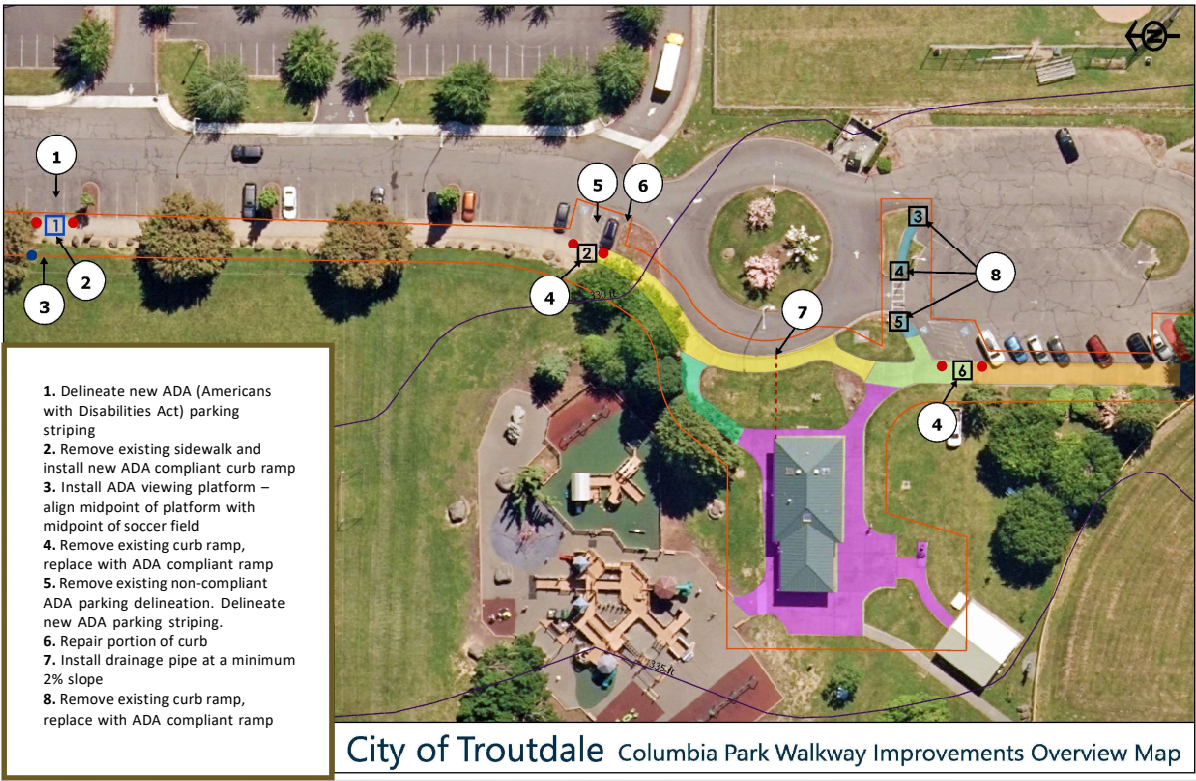 N
1
5
6
1
2
3
2
4
3
4
5
8
7
6
4
331 ft
335 ft
1. Delineate new ADA (Americans
with Disabilities Act) parking
striping
2. Remove existing sidewalk and
install new ADA compliant curb ramp
3. Install ADA viewing platform –
align midpoint of platform with
midpoint of soccer field
4. Remove existing curb ramp,
replace with ADA compliant ramp
5. Remove existing non-compliant
ADA parking delineation. Delineate
new ADA parking striping.
6. Repair portion of curb
7. Install drainage pipe at a minimum
2% slope
8. Remove existing curb ramp,
replace with ADA compliant ramp
City of Troutdale Columbia Park Walkway Improvements Overview Map